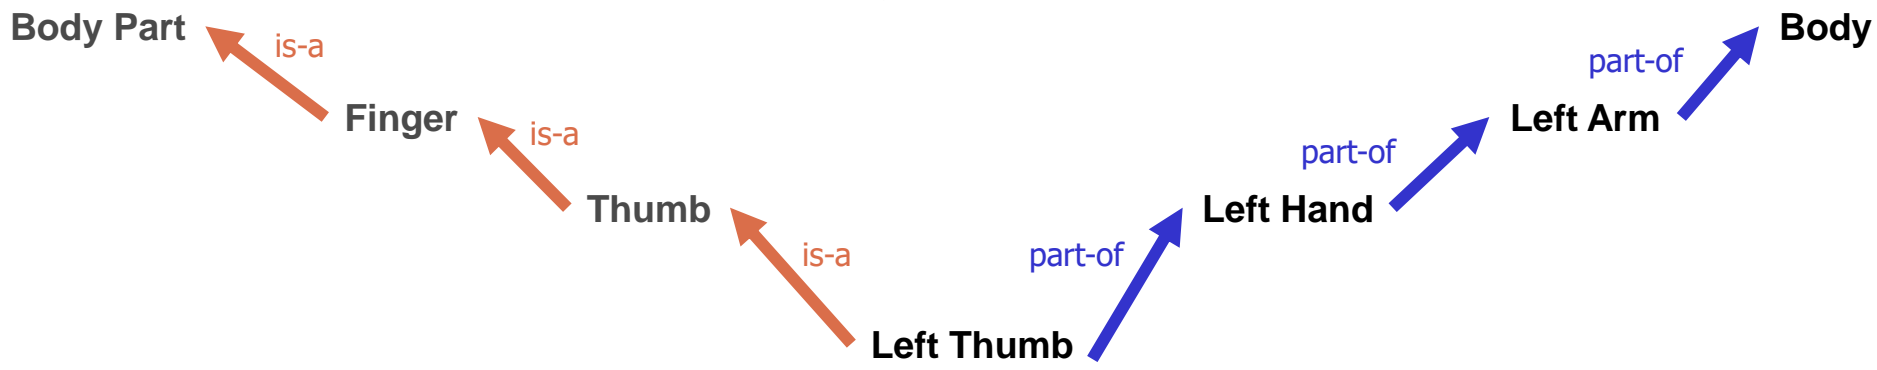 Body Part
is-a
Body
part-of
Finger
is-a
Left Arm
part-of
Thumb
is-a
Left Hand
part-of
Left Thumb